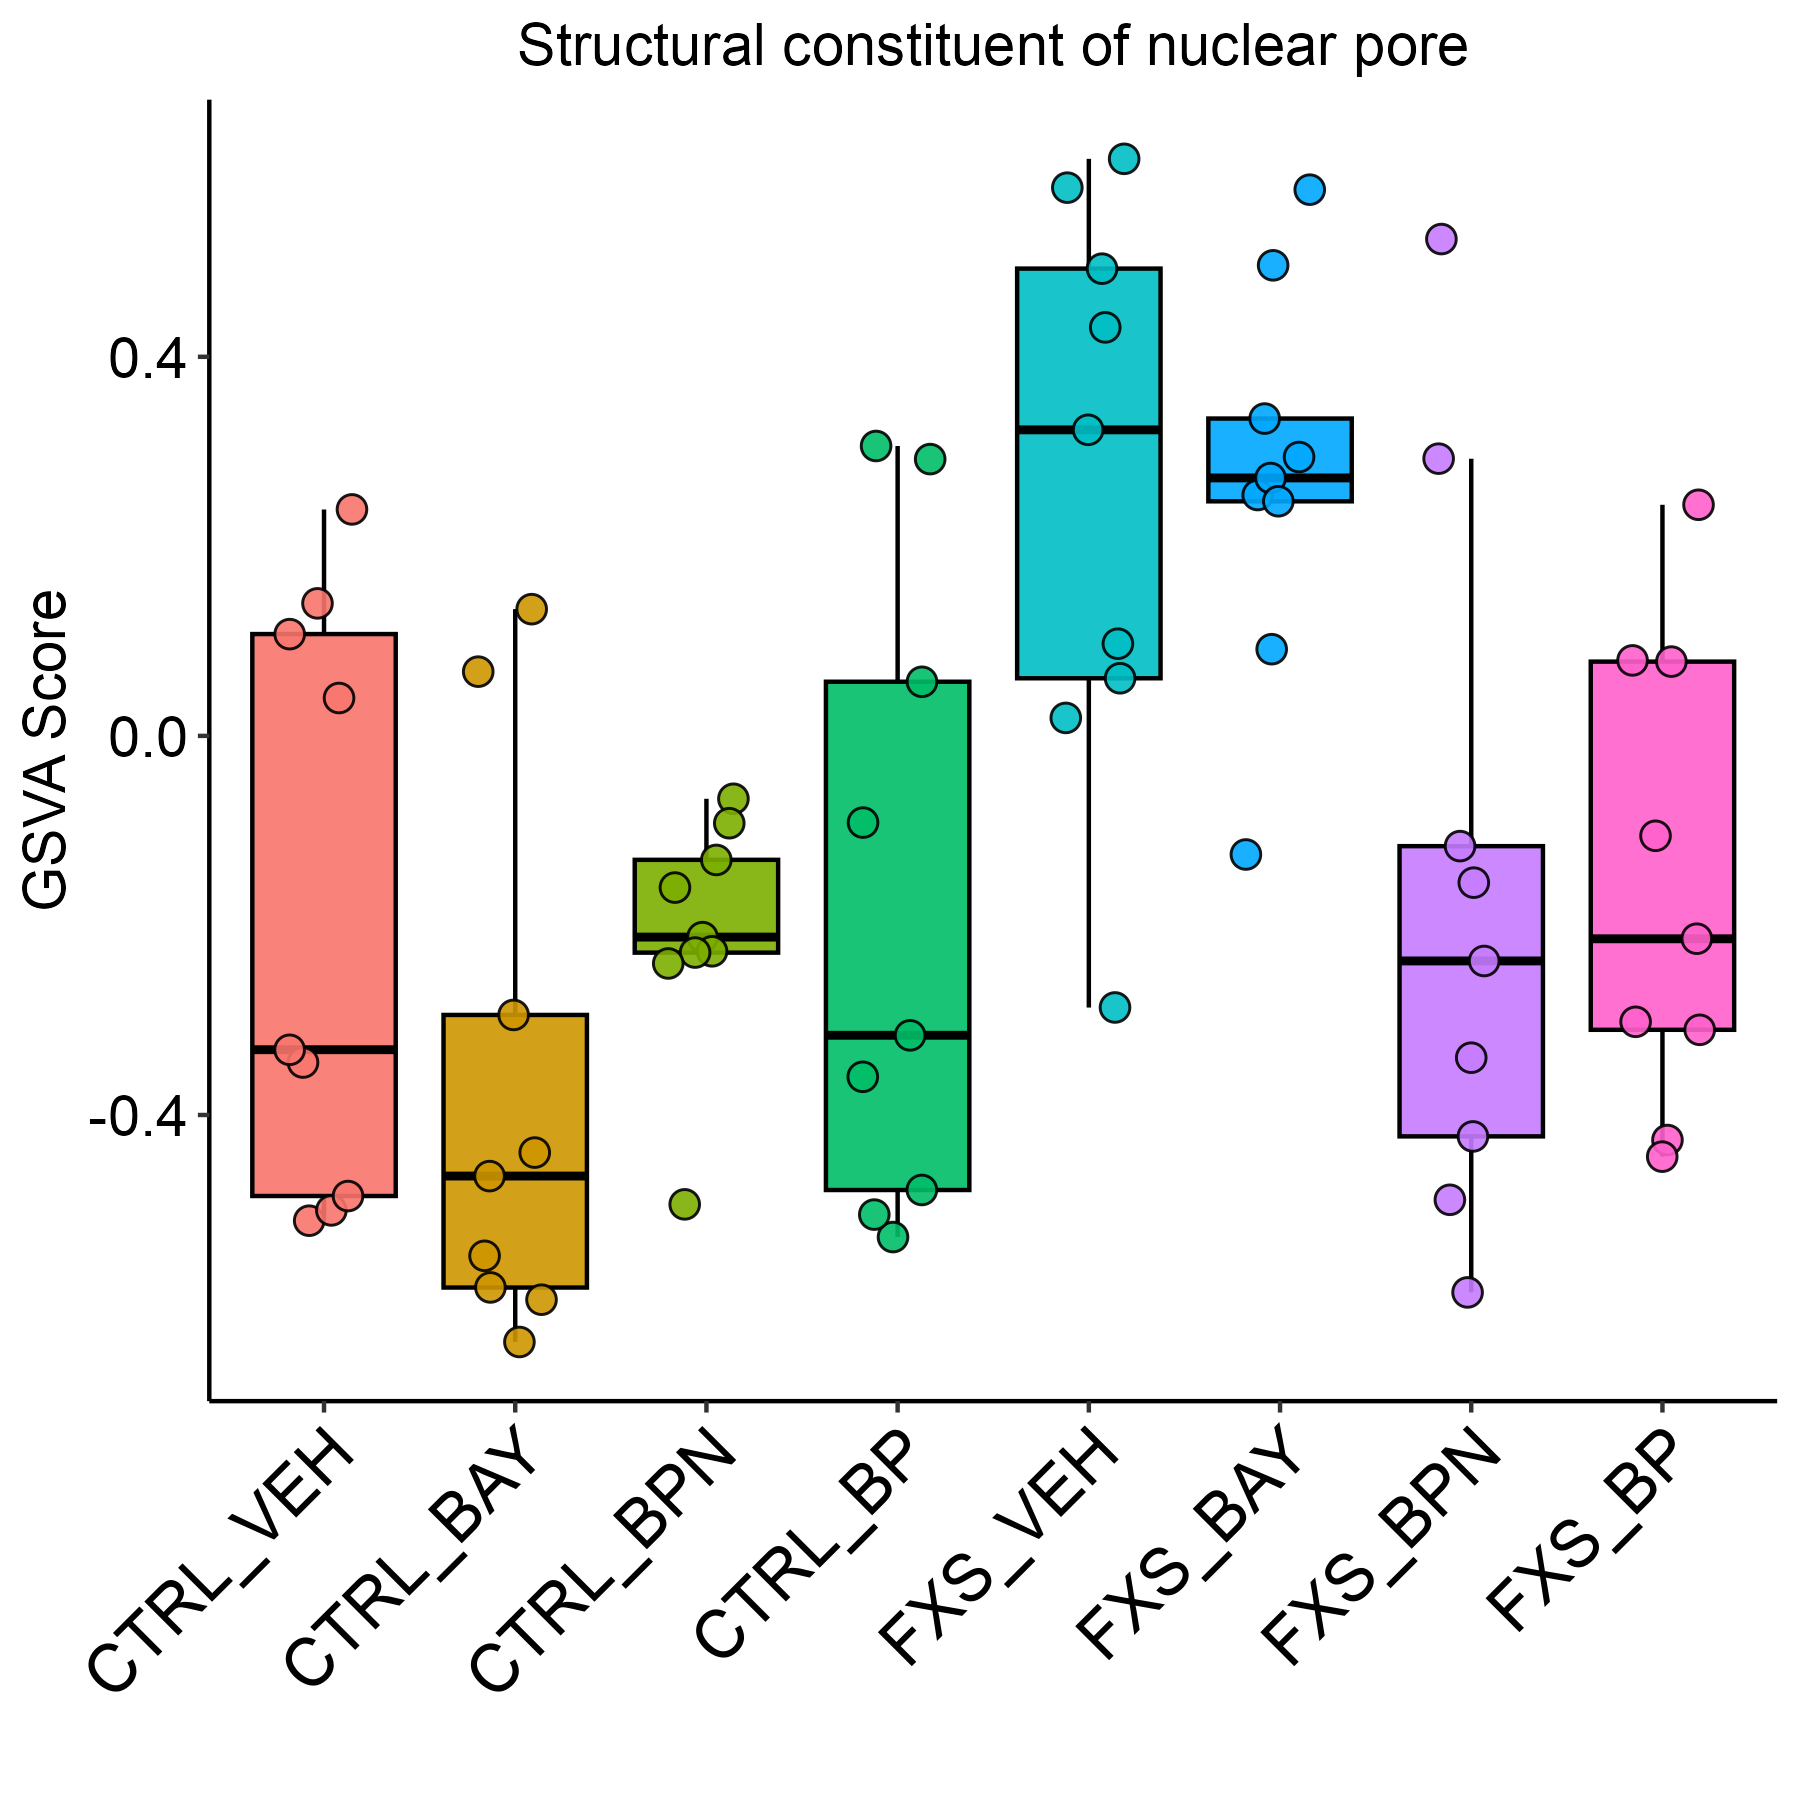 Structural constituent of nuclear pore
GSVA Score
0.4
0.0
-0.4
CTRL_VEH
CTRL_BAY
CTRL_BPN
CTRL_BP
FXS_VEH
FXS_BAY
FXS_BPN
FXS_BP